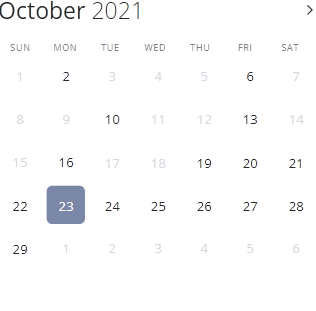 October 2021
SUN MON TUE WED THU FRI SAT
1 2 3 4 5 6 7
8 9 10 11 12 13 14
15 16 17 18 19 20 21
22 23 24 25 26 27 28
29 1 2 3 4 5 6